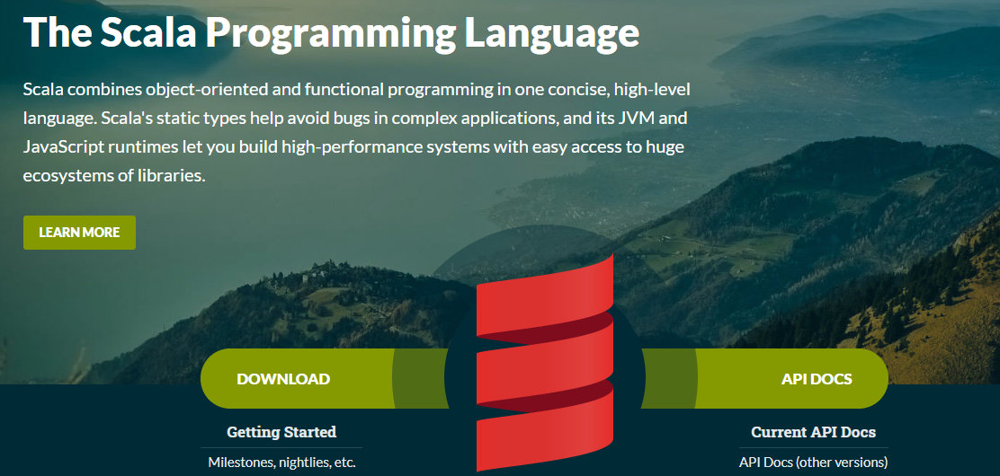 The Scala Programming Language
Scala combines object-oriented and functional programming in one concise, high-level
language. Scala's static types help avoid bugs in complex applications, and its JVM and
JavaScript runtimes let you build high-performance systems with easy access to huge
ecosystems of libraries.
LEARN MORE
DOWNLOAD
API DOCS
Getting Started
Current API Docs
Milestones, nightlies, etc.
API Docs (other versions)